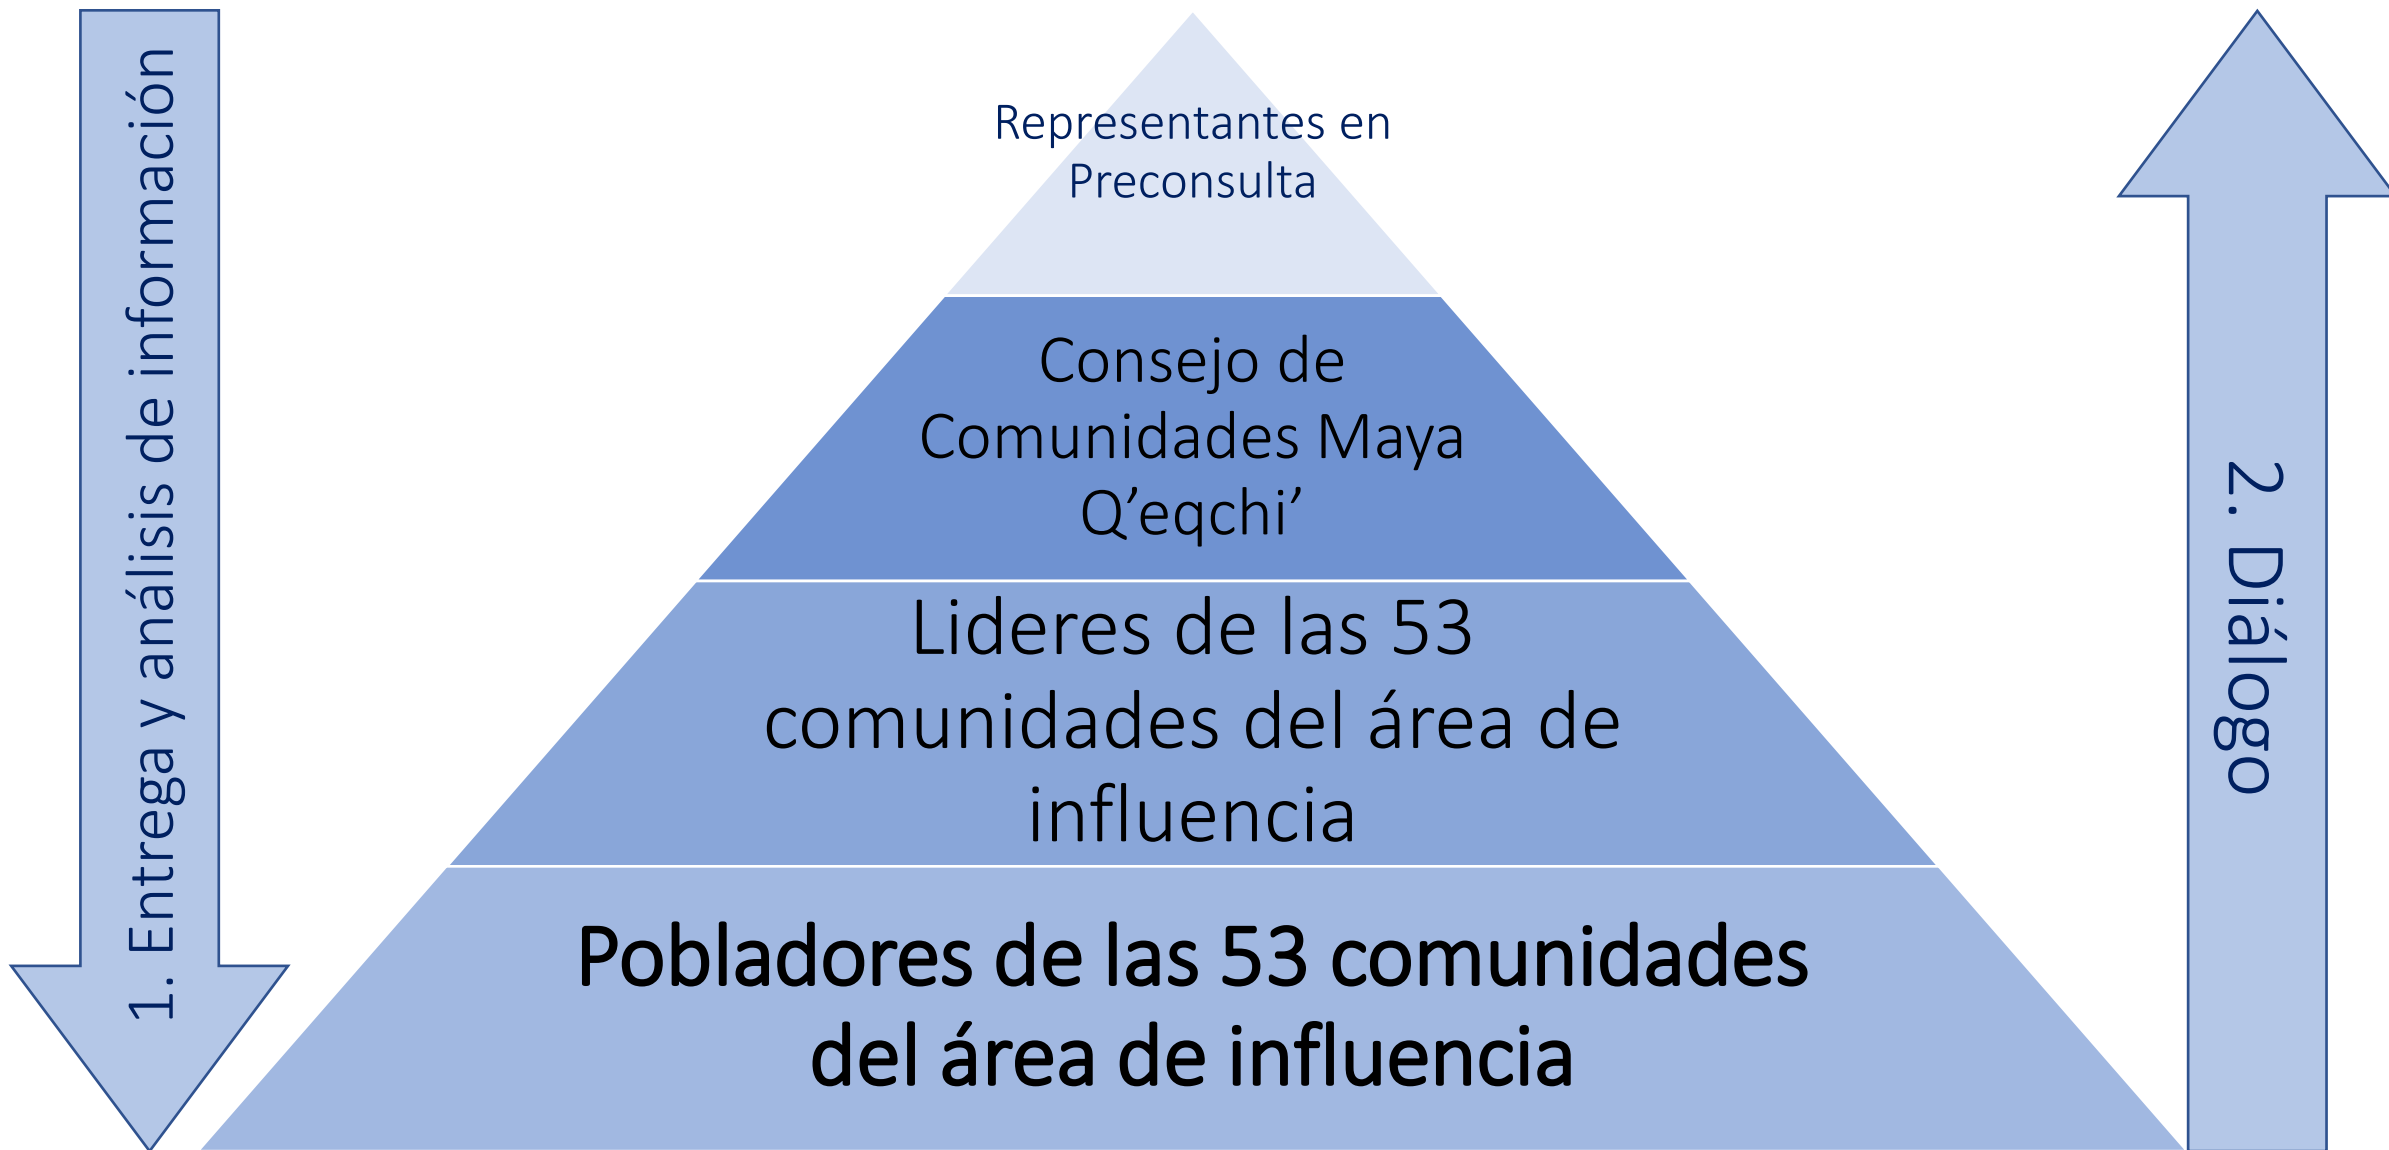 1. Entrega y análisis de información
Representantes en
Preconsulta
Consejo de
Comunidades Maya
Q’eqchi’
Lideres de las 53
comunidades del área de
influencia
Pobladores de las 53 comunidades
del área de influencia
2. Diálogo